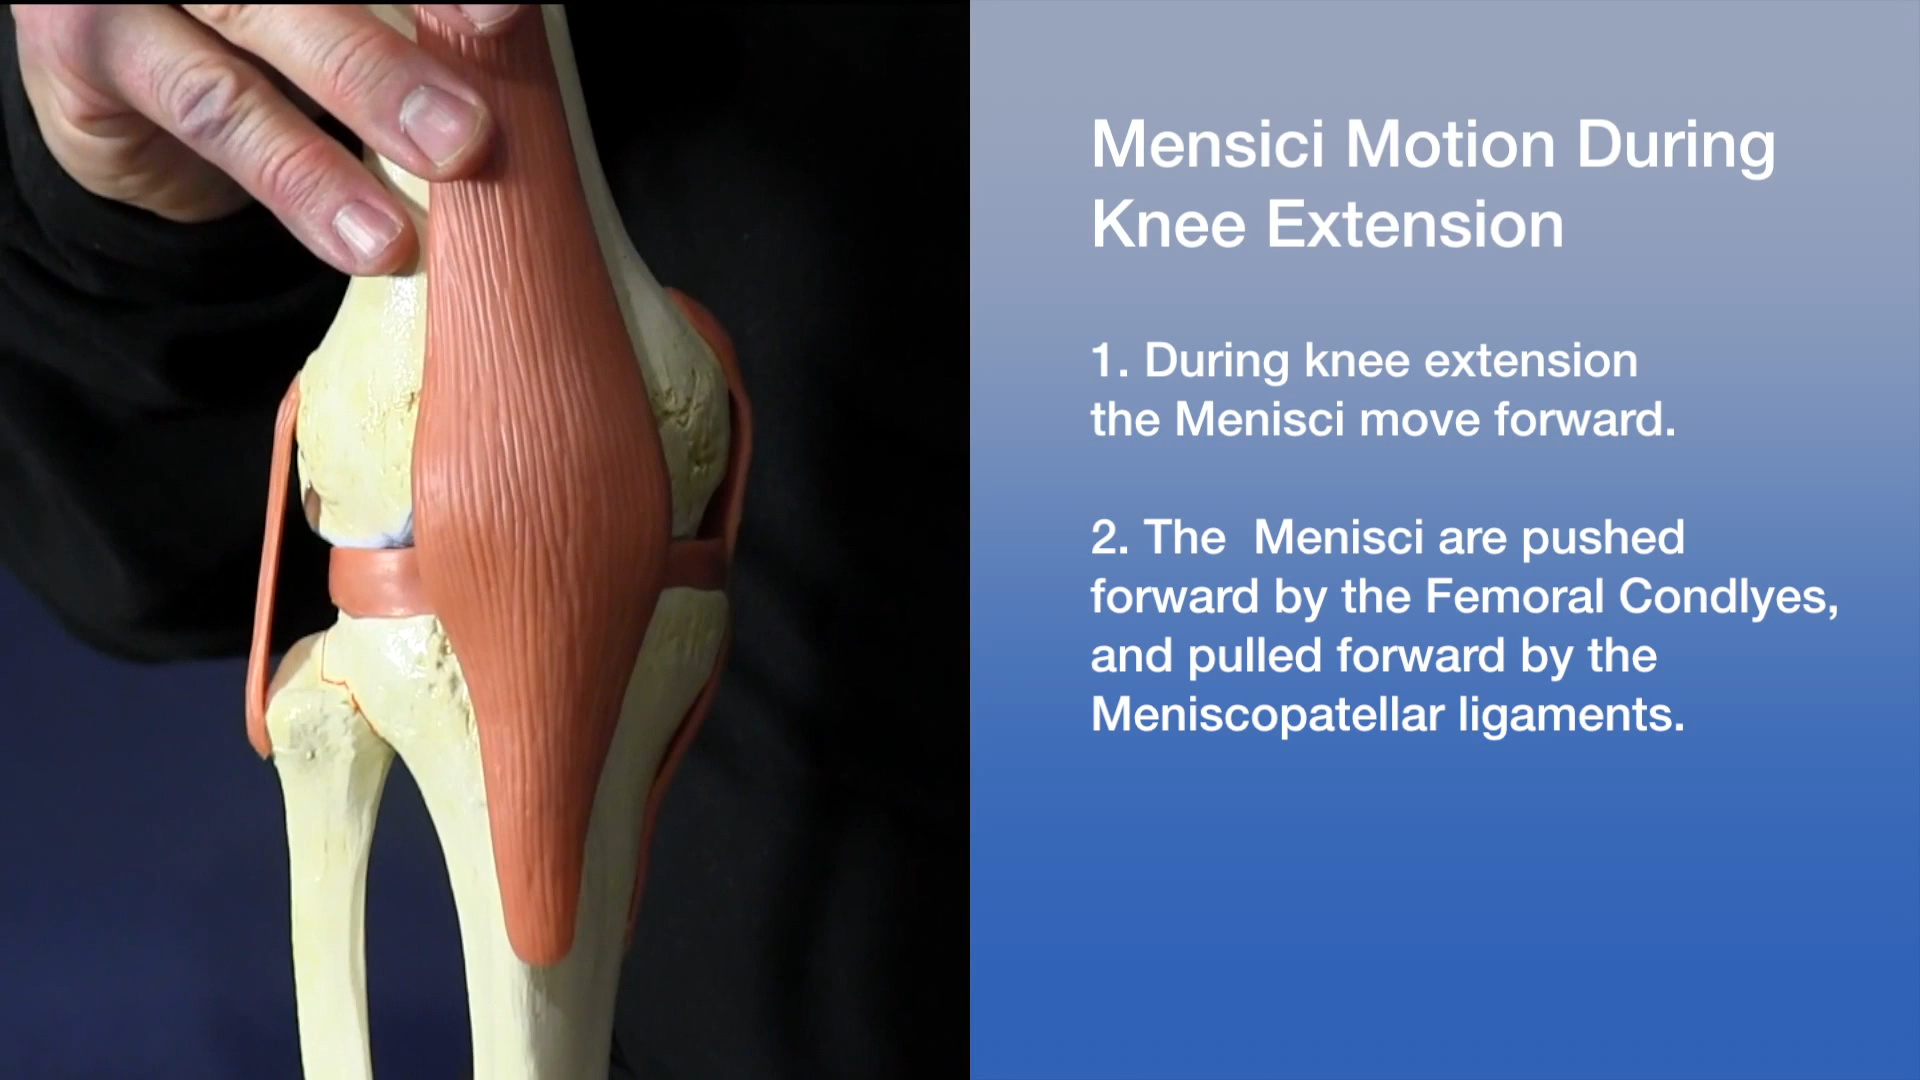 Mensici Motion During
Knee Extension
1. During knee extension
the Menisci move forward.
2. The  Menisci are pushed
forward by the Femoral Condlyes,
and pulled forward by the
Meniscopatellar ligaments.